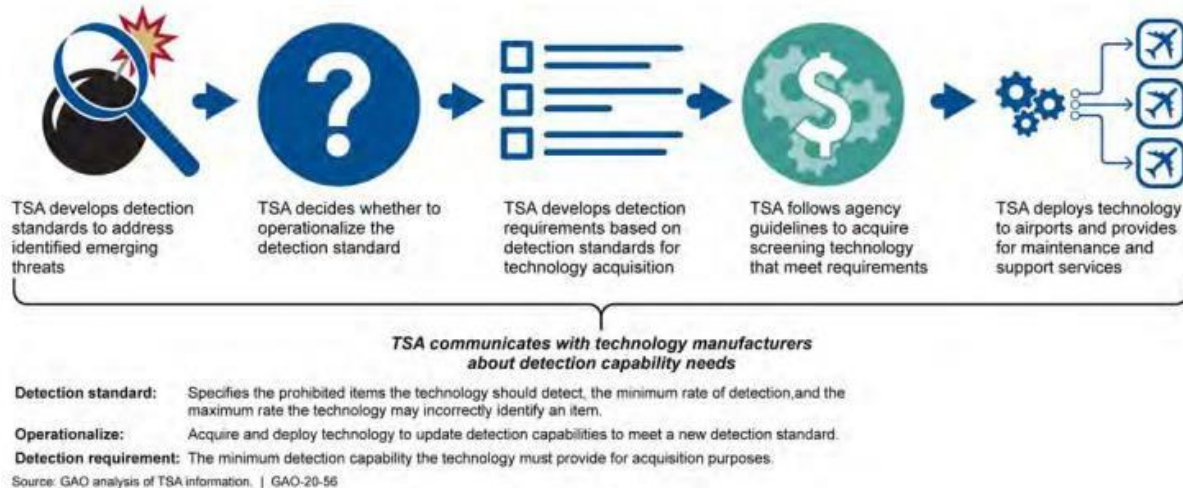 ?
$
TSA develops detection
standards to address
identified emerging
threats
TSA decides whether to
operationalize the
detection standard
TSA develops detection
requirements based on
detection standards for
technology acquisition
TSA follows agency
guidelines to acquire
screening technology
that meet requirements
TSA deploys technology
to airports and provides
for maintenance and
support services
TSA communicates with technology manufacturers
about detection capability needs
Detection standard: Specifies the prohibited items the technology should detect, the minimum rate of detection,and the
maximum rate the technology may incorrectly identify an item.
Operationalize: Acquire and deploy technology to update detection capabilities to meet a new detection standard.
Detection requirement: The minimum detection capability the technology must provide for acquisition purposes.
Source: GAO analysis of TSA information. | GAO-20-56